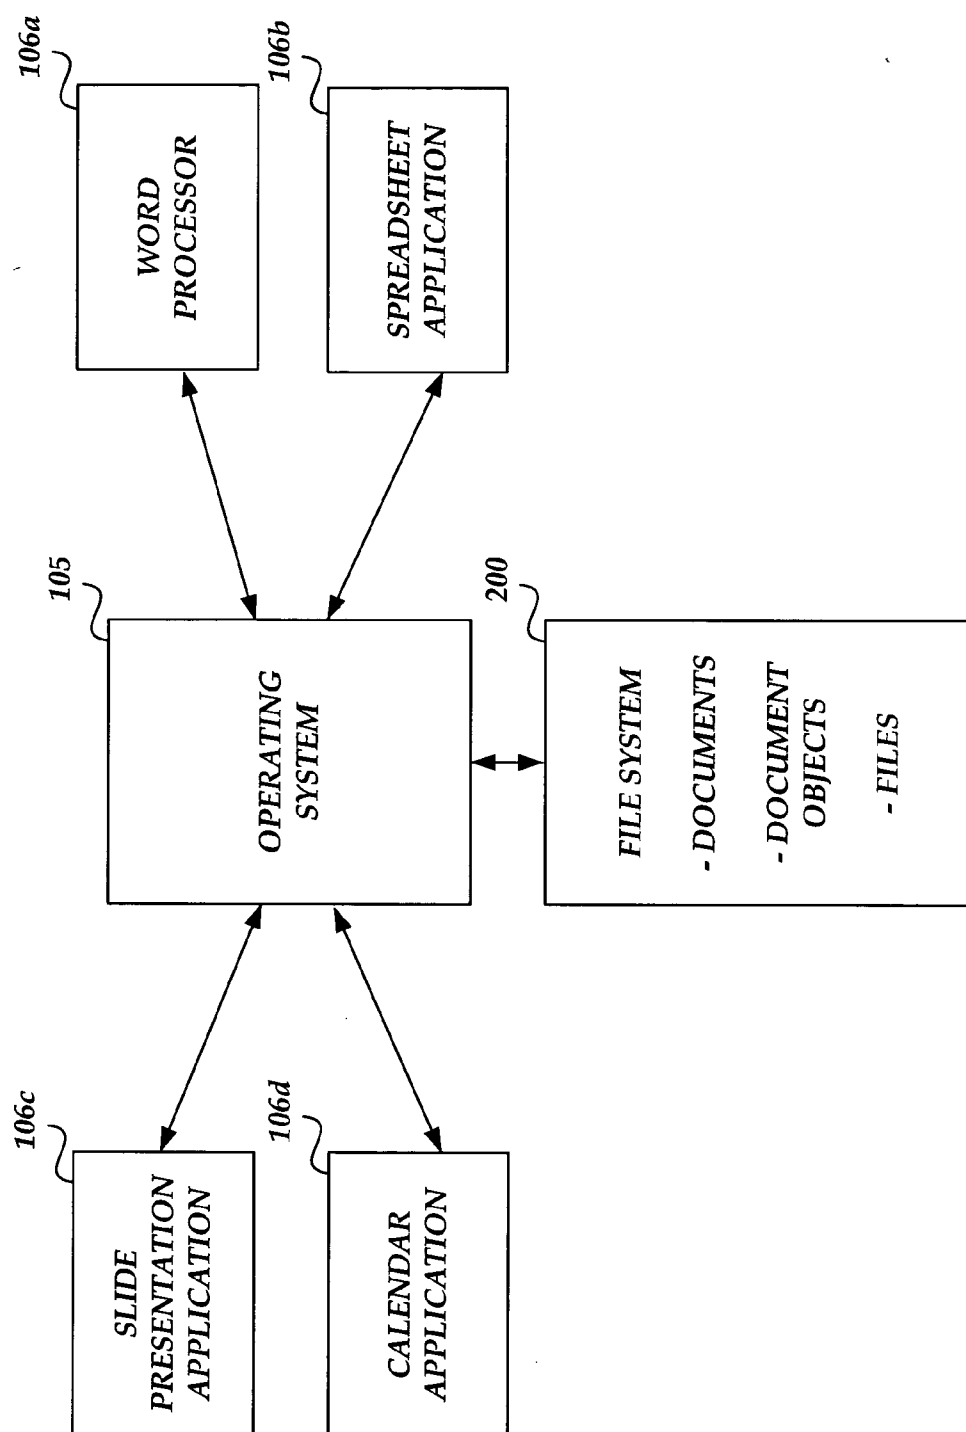 106c
SLIDE
PRESENTATION
APPLICATION
106d
CALENDAR
APPLICATION
105
OPERATING
SYSTEM
200
FILE SYSTEM
- DOCUMENTS
- DOCUMENT
OBJECTS
- FILES
106a
WORD
PROCESSOR
106b
SPREADSHEET
APPLICATION